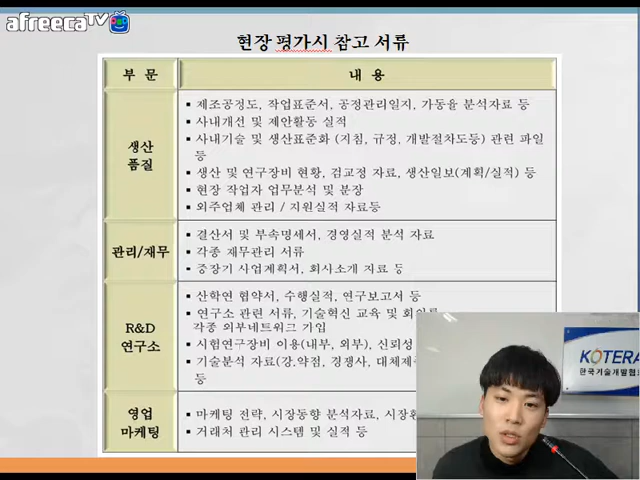 afreecaTV
현장 평가시 참고 서류
부 문
내 용
생산
품질
▪ 제조공정도, 작업표준서, 공정관리일지, 가동율 분석자료 등
▪ 사내개선 및 제안활동 실적
▪ 사내기술 및 생산표준화 (지침, 규정, 개발절차도등) 관련 파일
등
▪ 생산 및 연구장비 현황, 검교정 자료, 생산일보(계획/실적) 등
▪ 현장 작업자 업무분석 및 분장
▪ 외주업체 관리 / 지원실적 자료등
관리/재무
▪ 결산서 및 부속명세서, 경영실적 분석 자료
▪ 각종 재무관리 서류
▪ 중장기 사업계획서, 회사소개 자료 등
R&D
연구소
▪ 산학연 협약서, 수행실적, 연구보고서 등
▪ 연구소 관련 서류, 기술혁신 교육 및
각종 외부네트워크 가입
▪ 시험연구장비 이용(내부, 외부), 신뢰성
▪ 기술분석 자료(강.약점, 경쟁사,
등
영업
마케팅
▪ 마케팅 전략, 시장동향 분석자료,
▪ 거래처 관리 시스템 및 실적 등
KOTERA
한국기술개발협